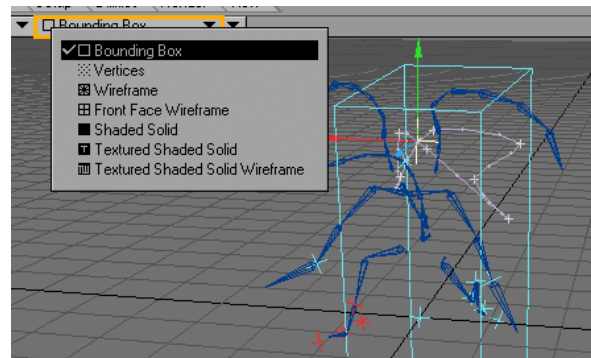 Bounding Box
Bounding Box
Vertices
Wireframe
Front Face Wireframe
Shaded Solid
Textured Shaded Solid
Textured Shaded Solid Wireframe